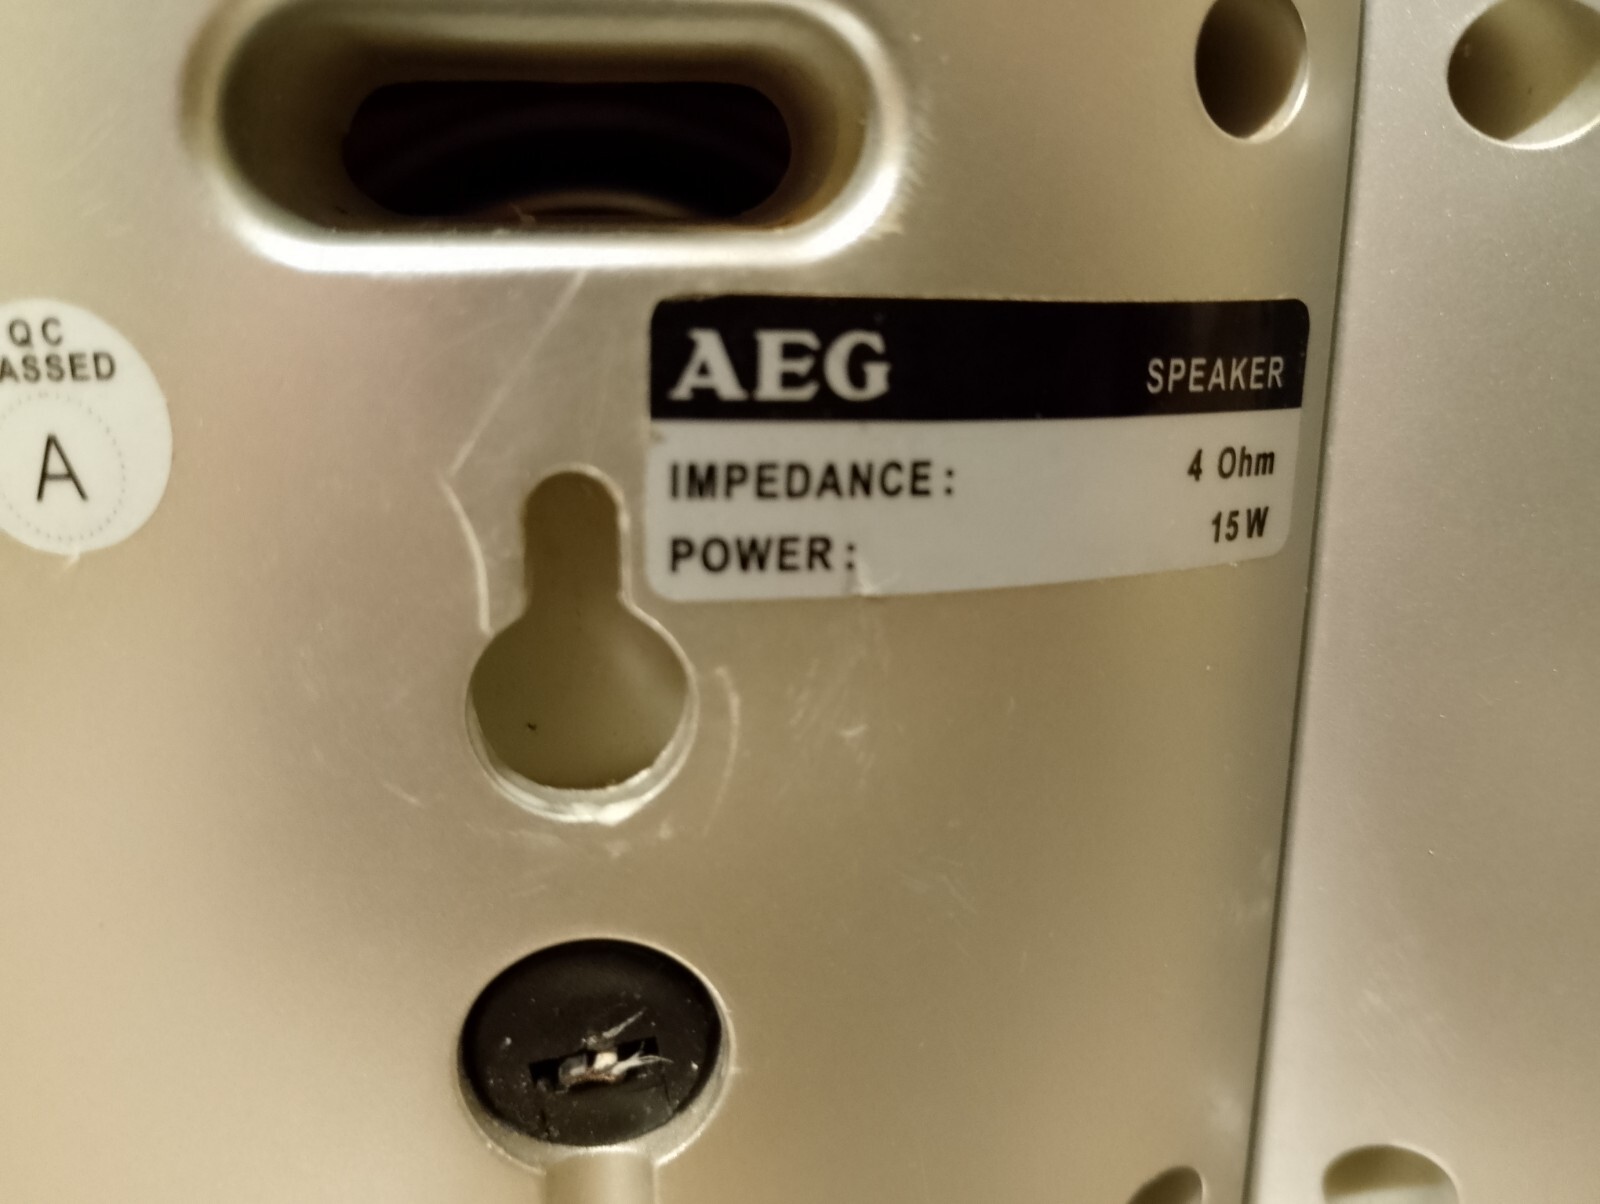 QC
ASSED
A
AEG SPEAKER
IMPEDANCE: 4 Ohm
POWER: 15W